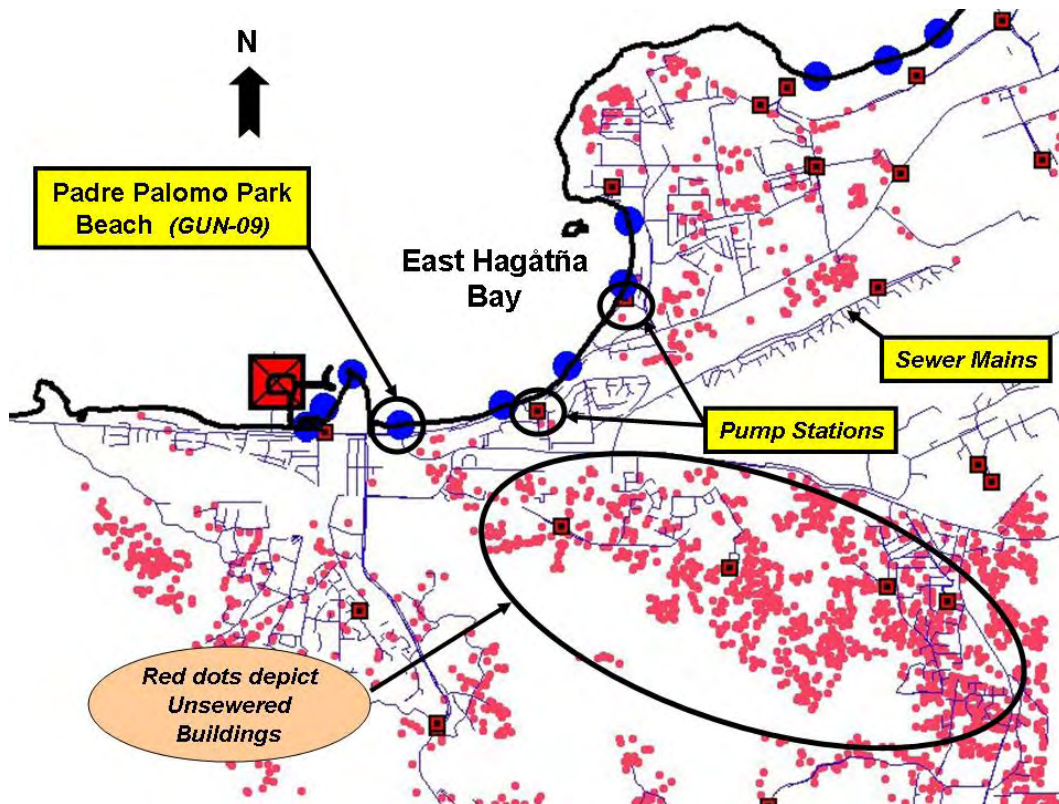 N
Padre Palomo Park
Beach (GUN-09)
East Hagåtña
Bay
Sewer Mains
Pump Stations
Red dots depict
Unsewered
Buildings